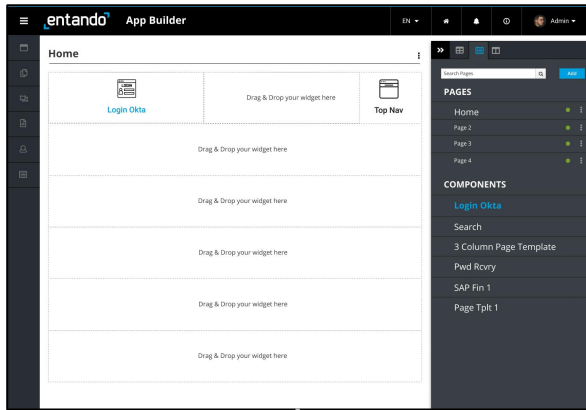 entando App Builder
EN
Admin
Home
Search Pages
Add
Login Okta
Drag & Drop your widget here
Top Nav
Drag & Drop your widget here
Drag & Drop your widget here
Drag & Drop your widget here
Drag & Drop your widget here
Drag & Drop your widget here
PAGES
Home
Page 2
Page 3
Page 4
COMPONENTS
Login Okta
Search
3 Column Page Template
Pwd Rcvry
SAP Fin 1
Page Tplt 1